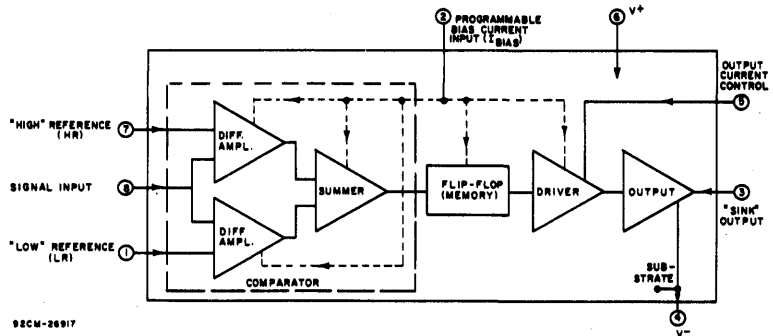 ② PROGRAMMABLE
BIAS CURRENT
INPUT (I BIAS)
⑥ V+
OUTPUT
CURRENT
CONTROL
⑤
"HIGH" REFERENCE
(HR)
⑦
DIFF.
AMPL.
SIGNAL INPUT
⑧
SUMMER
FLIP-FLOP
(MEMORY)
DRIVER
OUTPUT
③
"SINK"
OUTPUT
"LOW" REFERENCE
(LR)
①
DIFF
AMPL.
COMPARATOR
SUB-
STRATE
④
V-
92CM-26917